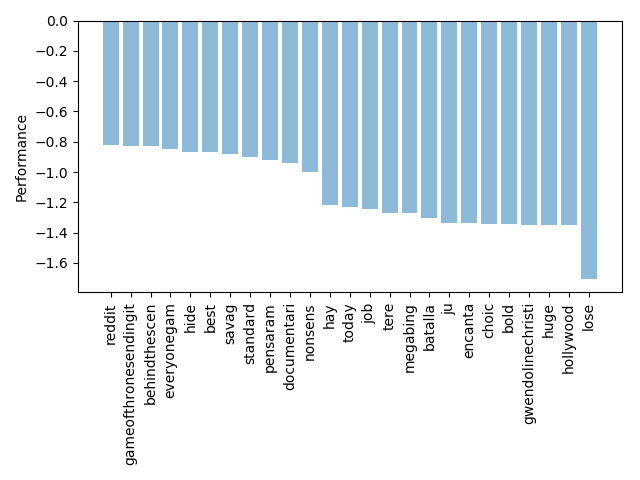 0.0
−0.2
−0.4
−0.6
−0.8
−1.0
−1.2
−1.4
−1.6
Performance
reddit
gameofthronesendingit
behindthescen
everyonegam
hide
best
savag
standard
pensaram
documentari
nonsens
hay
today
job
tere
megabing
batalla
ju
encanta
choic
bold
gwendolinechristi
huge
hollywood
lose